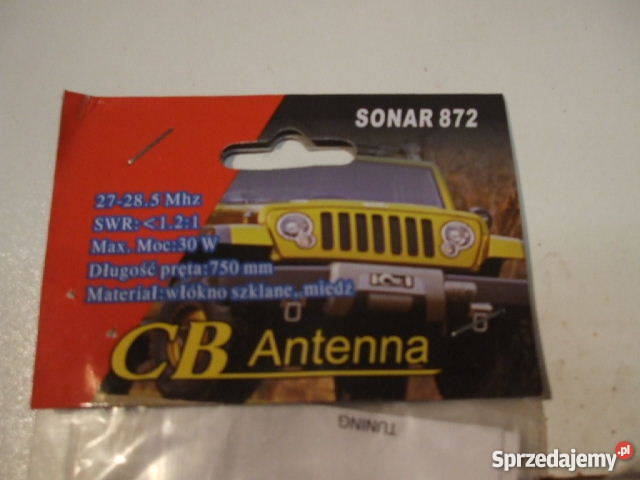 SONAR 872
27-28.5 Mhz
SWR:<1.2:1
Max. Moc:30 W
Długość pręta:750 mm
Materiał:włókno szklane, miedź
CB Antenna
TUNING
Sprzedajemy.pl